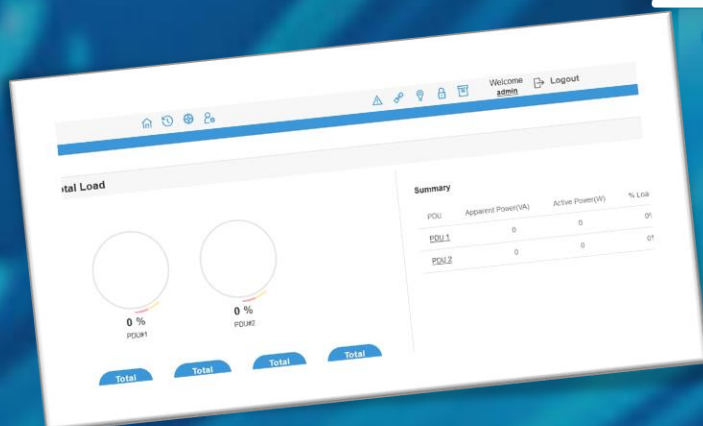 Welcome
admin
Logout
otal Load
Summary
PDU Apparent Power(VA) Active Power(W) % Loa
PDU 1 0 0 0%
PDU 2 0 0 0%
0 % 0 %
PDU#1 PDU#2
Total Total Total Total